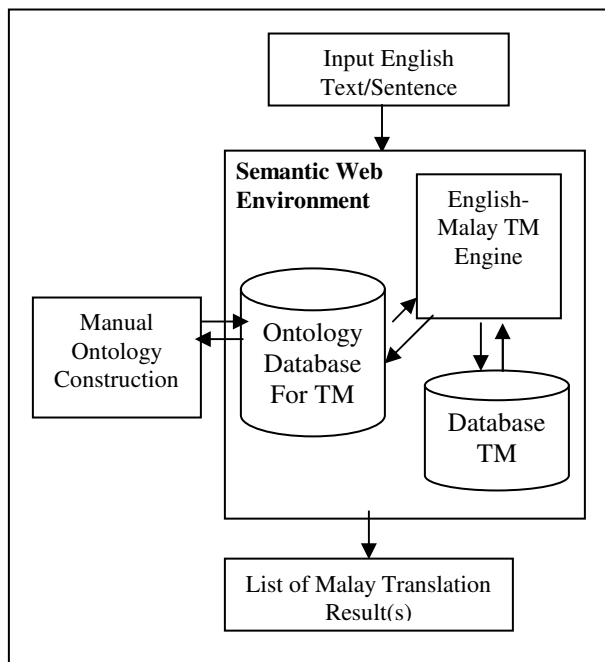 Input English
Text/Sentence
Semantic Web
Environment
English-
Malay TM
Engine
Manual
Ontology
Construction
Ontology
Database
For TM
Database
TM
List of Malay Translation
Result(s)